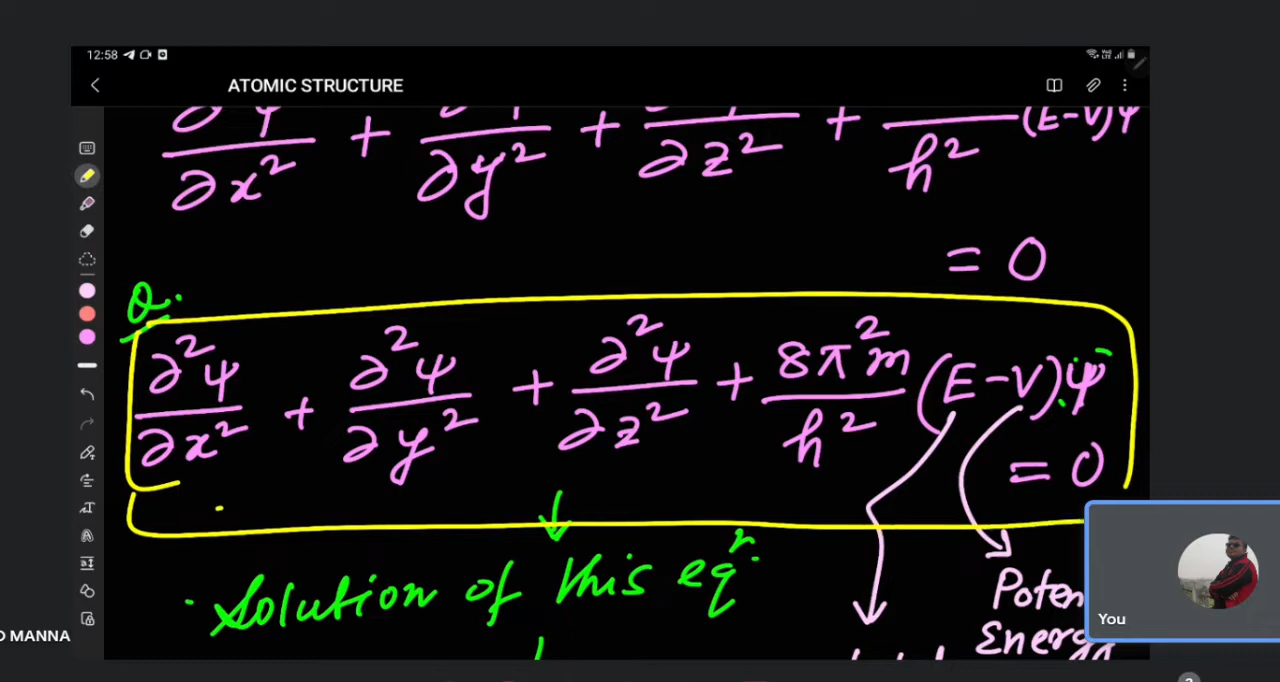 12:58
ATOMIC STRUCTURE
∂x² + ∂y² + ∂z² + h² (E-V)ψ
= 0
Q.
∂²ψ/∂x² + ∂²ψ/∂y² + ∂²ψ/∂z² + 8π²m/h² (E-V)ψ
= 0
Solution of this eqⁿ.
Poten
Energy
You
MANNA